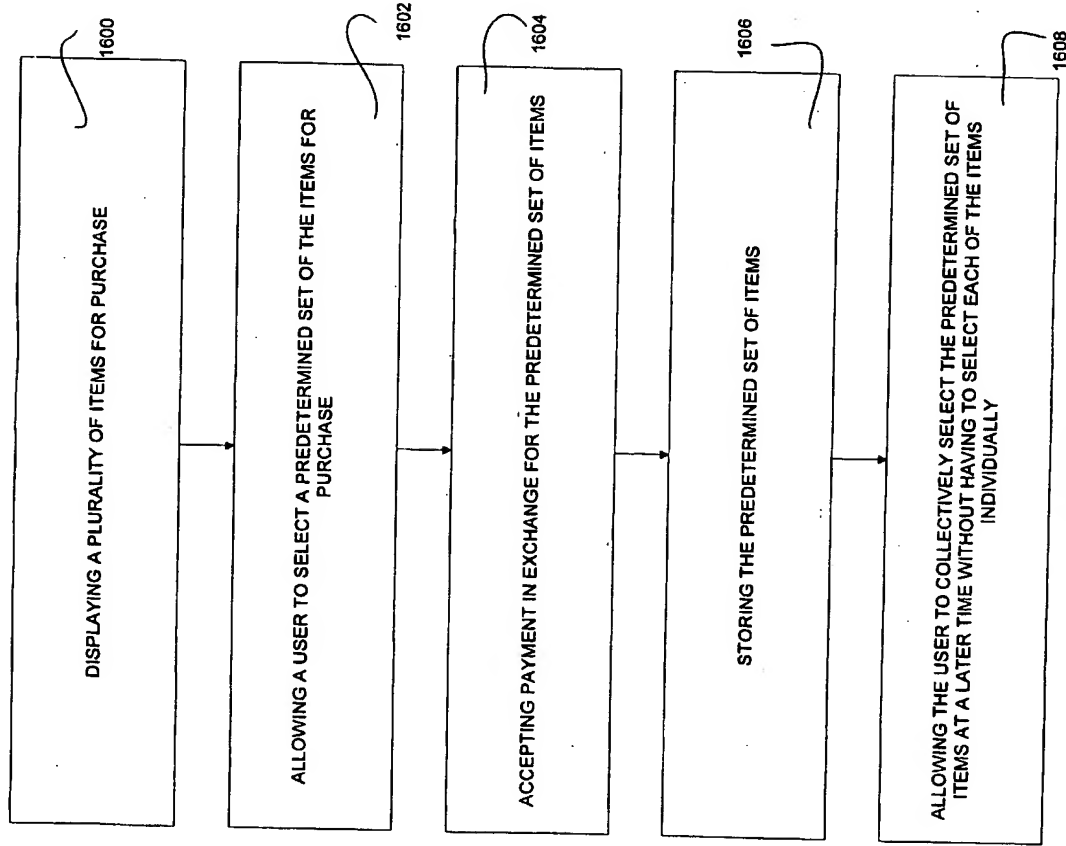 1600
DISPLAYING A PLURALITY OF ITEMS FOR PURCHASE
1602
ALLOWING A USER TO SELECT A PREDETERMINED SET OF THE ITEMS FOR
PURCHASE
1604
ACCEPTING PAYMENT IN EXCHANGE FOR THE PREDETERMINED SET OF ITEMS
1606
STORING THE PREDETERMINED SET OF ITEMS
1608
ALLOWING THE USER TO COLLECTIVELY SELECT THE PREDETERMINED SET OF
ITEMS AT A LATER TIME WITHOUT HAVING TO SELECT EACH OF THE ITEMS
INDIVIDUALLY